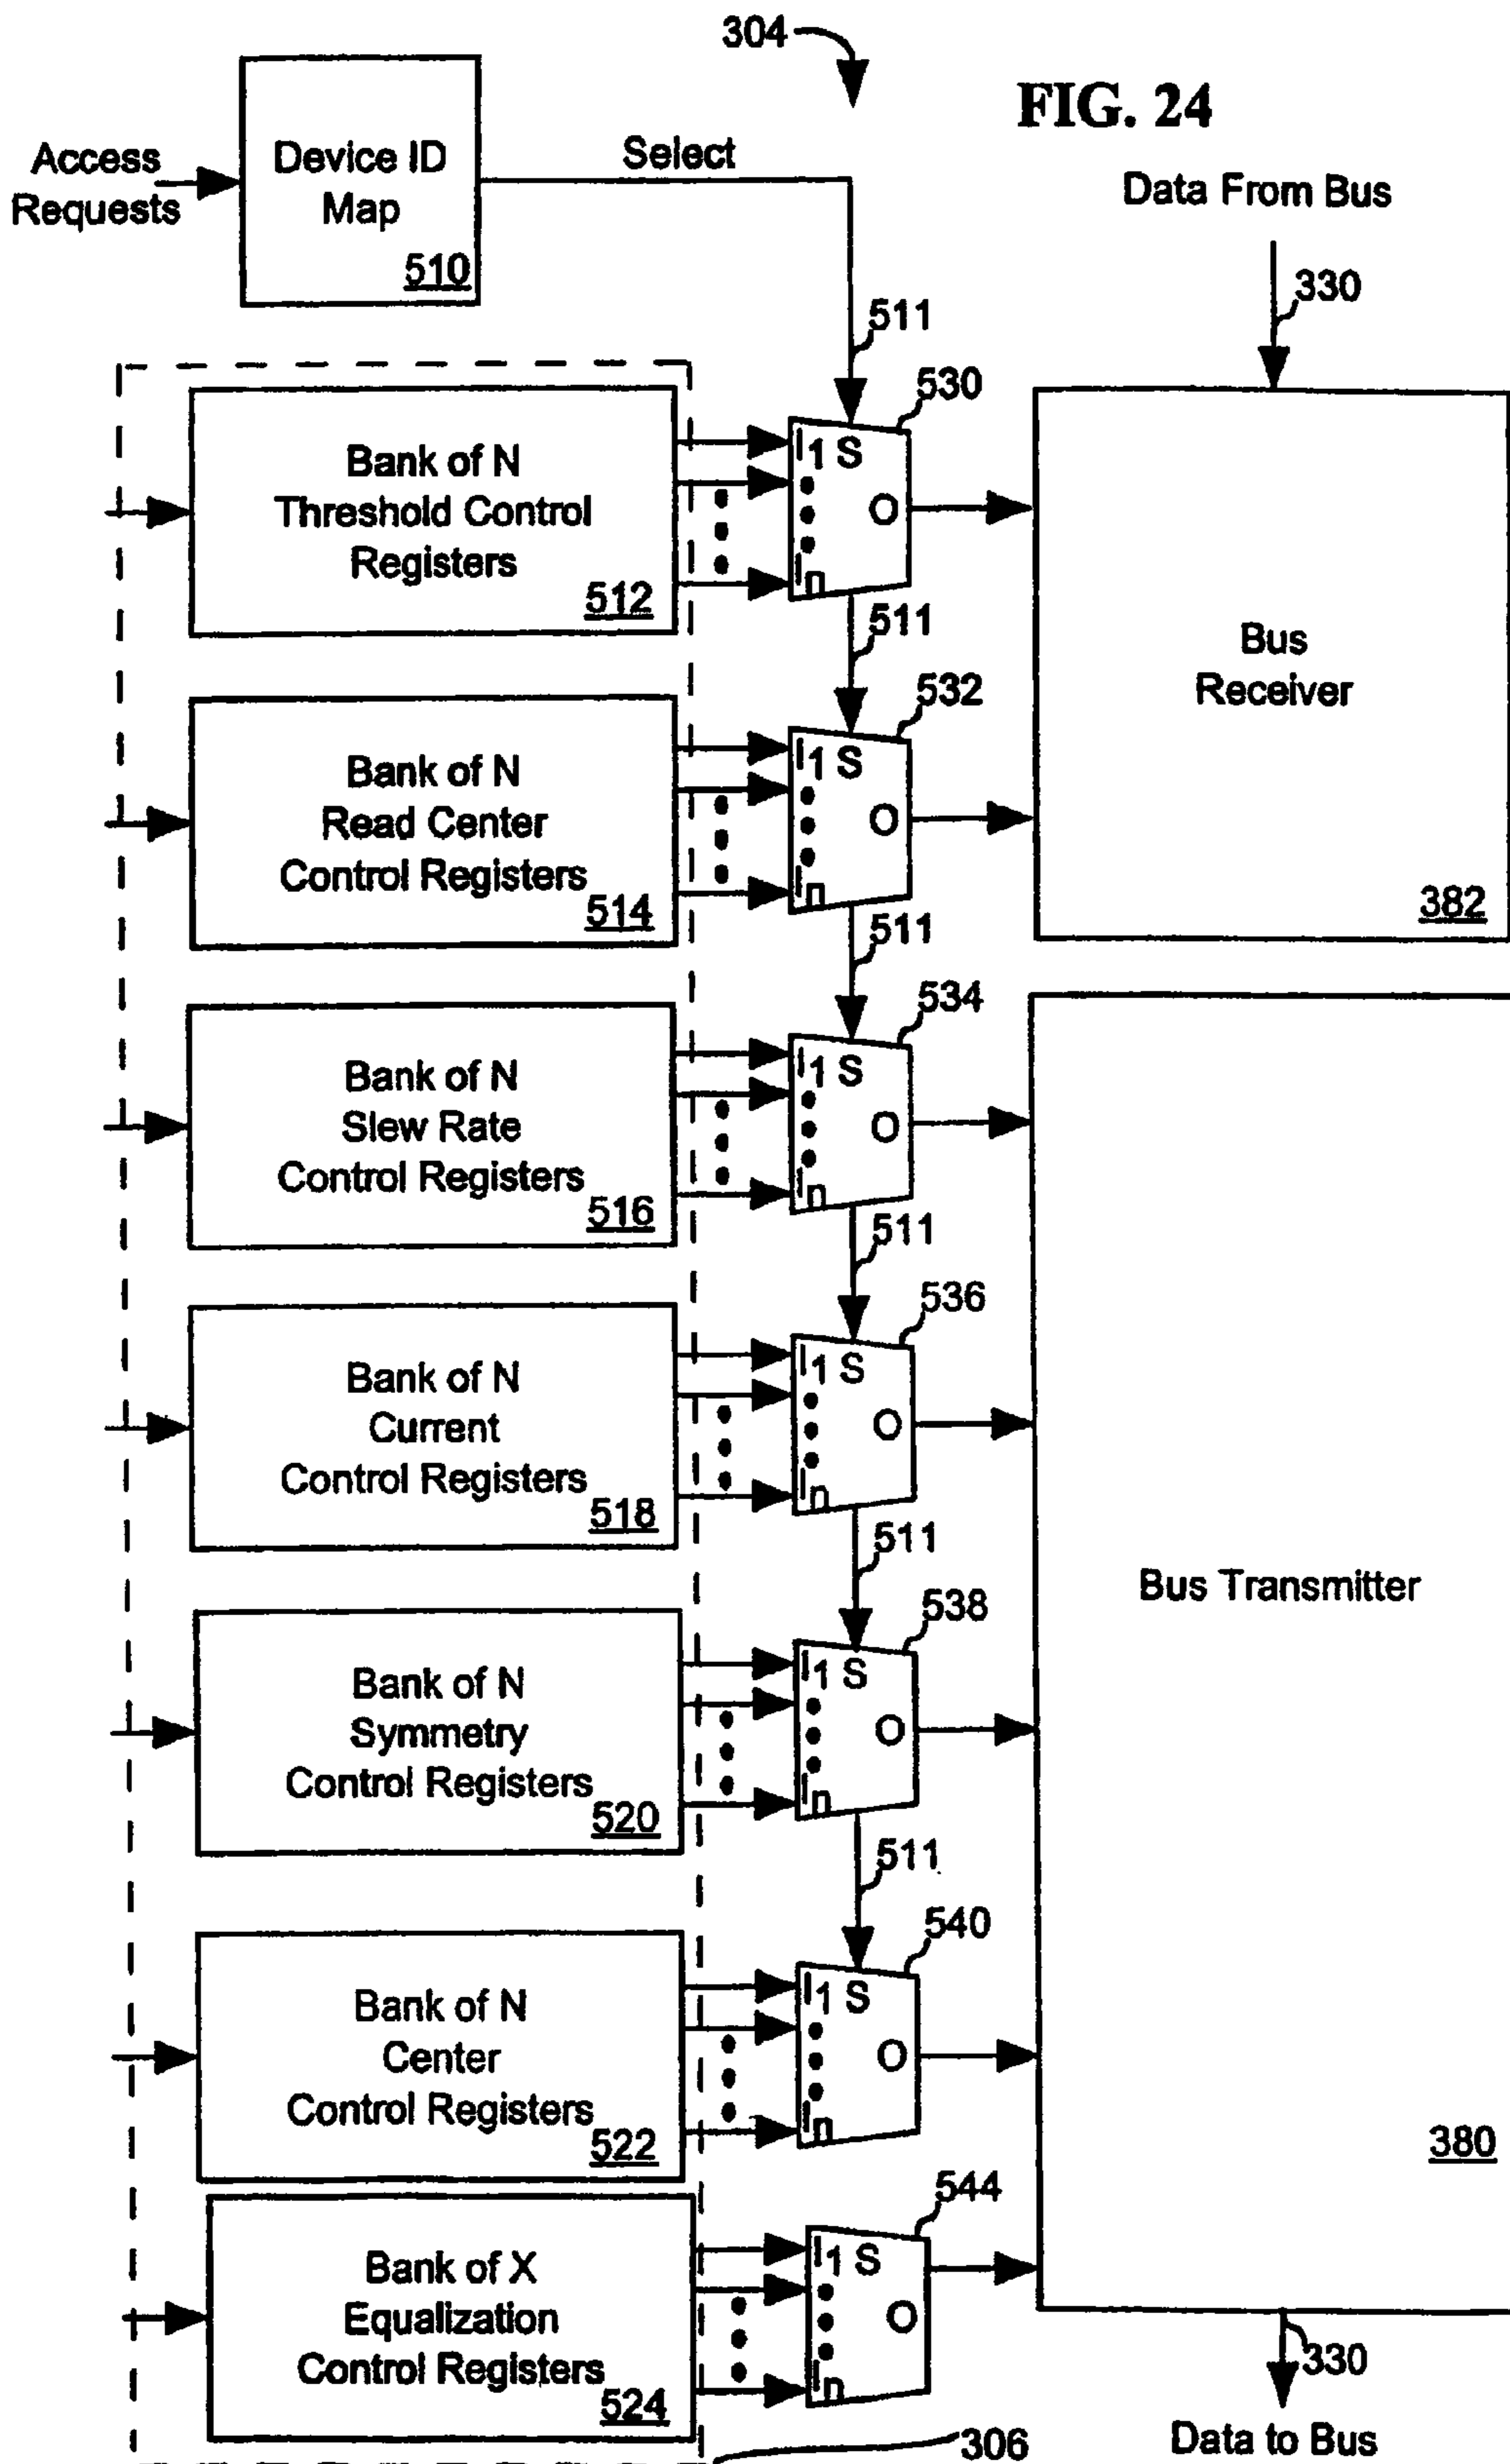 304
FIG. 24
Access
Requests
Device ID
Map
510
Select
Data From Bus
330
511
530
Bank of N
Threshold Control
Registers
512
I1 S
O
In
511
Bus
Receiver
382
532
Bank of N
Read Center
Control Registers
514
I1 S
O
In
511
534
Bank of N
Slew Rate
Control Registers
516
I1 S
O
In
511
536
Bank of N
Current
Control Registers
518
I1 S
O
In
511
Bus Transmitter
380
538
Bank of N
Symmetry
Control Registers
520
I1 S
O
In
511
540
Bank of N
Center
Control Registers
522
I1 S
O
In
544
Bank of X
Equalization
Control Registers
524
I1 S
O
In
330
306
Data to Bus